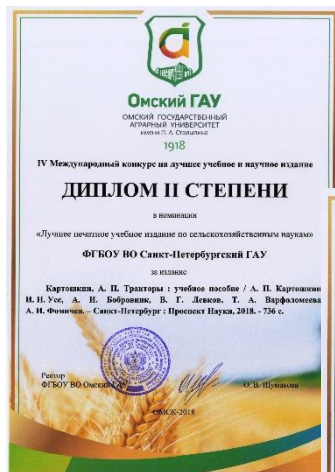 Омский ГАУ
ОМСКИЙ ГОСУДАРСТВЕННЫЙ
АГРАРНЫЙ УНИВЕРСИТЕТ
имени П. А. Столыпина
1918
IV Международный конкурс на лучшее учебное и научное издание
ДИПЛОМ II СТЕПЕНИ
в номинации
«Лучшее печатное учебное издание по сельскохозяйственным наукам»
ФГБОУ ВО Санкт-Петербургский ГАУ
за издание
Картошкин, А. П. Тракторы : учебное пособие / А. П. Картошкин
И. Н. Усс, А. И. Бобровник, В. Г. Левков, Т. А. Варфоломеева
А. И. Фомичев. – Санкт-Петербург : Проспект Науки, 2018. - 736 с.
Ректор
ФГБОУ ВО Омский ГАУ
О. В. Шумакова
ОМСК-2018